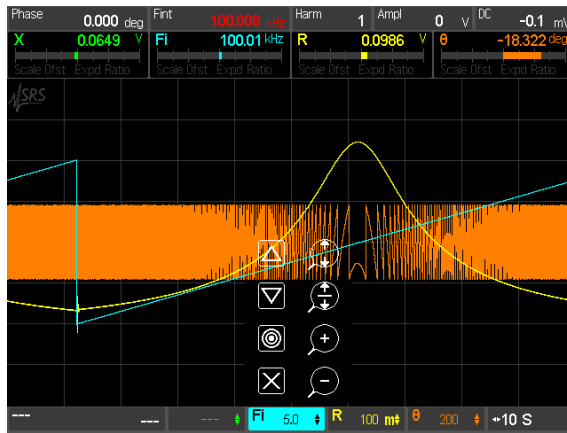 Phase 0.000 deg Fint 100.008 kHz Harm 1 Ampl 0 V DC -0.1 mV
X 0.0649 V Fi 100.01 kHz R 0.0986 V θ -18.322 deg
Scale Ofst Expd Ratio Scale Ofst Expd Ratio Scale Ofst Expd Ratio Scale Ofst Expd Ratio
SRS
--- --- --- Fi 5.0 R 100 m θ 200 10 S